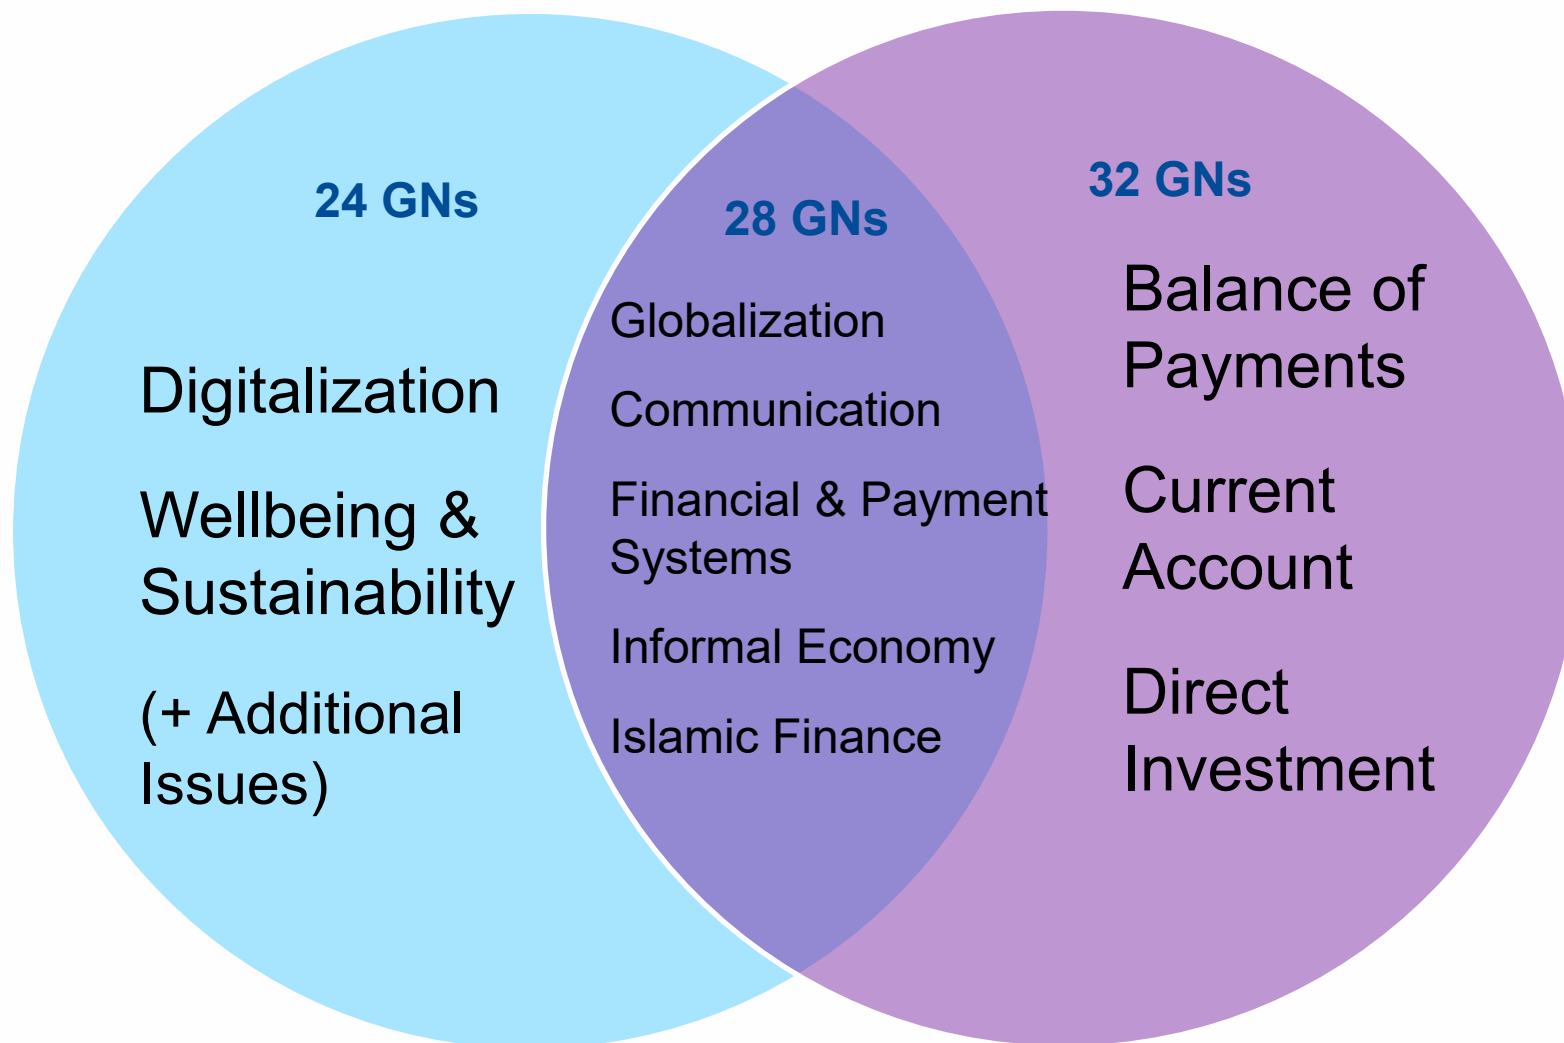 24 GNs
Digitalization
Wellbeing &
Sustainability
(+ Additional
Issues)
28 GNs
Globalization
Communication
Financial & Payment
Systems
Informal Economy
Islamic Finance
32 GNs
Balance of
Payments
Current
Account
Direct
Investment